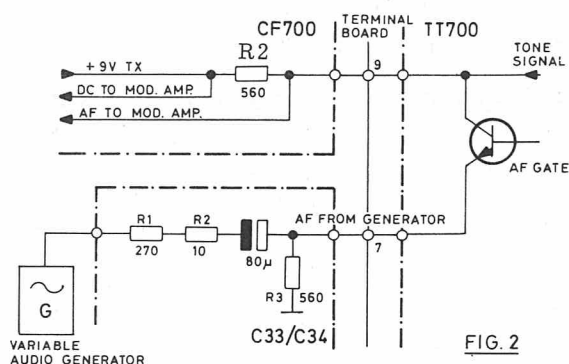 CF700
TERMINAL
BOARD
TT700
+9V TX
R2
560
9
TONE
SIGNAL
DC TO MOD. AMP.
AF TO MOD. AMP.
AF GATE
R1
R2
AF FROM GENERATOR
270
10
80µ
7
R3
560
G
C33/C34
VARIABLE
AUDIO GENERATOR
FIG. 2